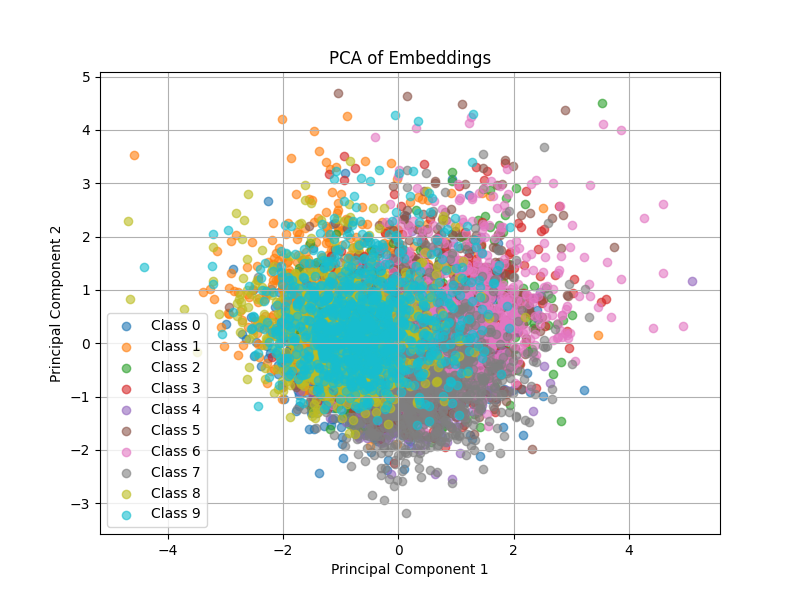 PCA of Embeddings
Principal Component 2
5
4
3
2
1
0
−1
−2
−3
Class 0
Class 1
Class 2
Class 3
Class 4
Class 5
Class 6
Class 7
Class 8
Class 9
−4 −2 0 2 4
Principal Component 1